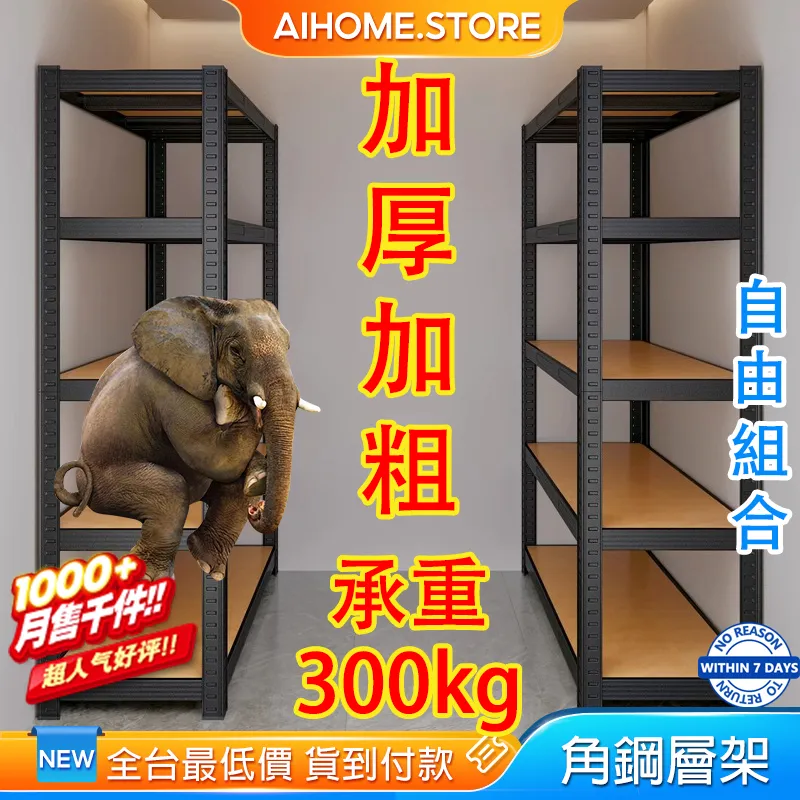 AIHOME.STORE
加
厚
加
粗
承重
300kg
自
由
組
合
1000+
月售千件!!
超人气好评!!
NO REASON
WITHIN 7 DAYS
TO RETURN
NEW
全台最低價 貨到付款
角鋼層架